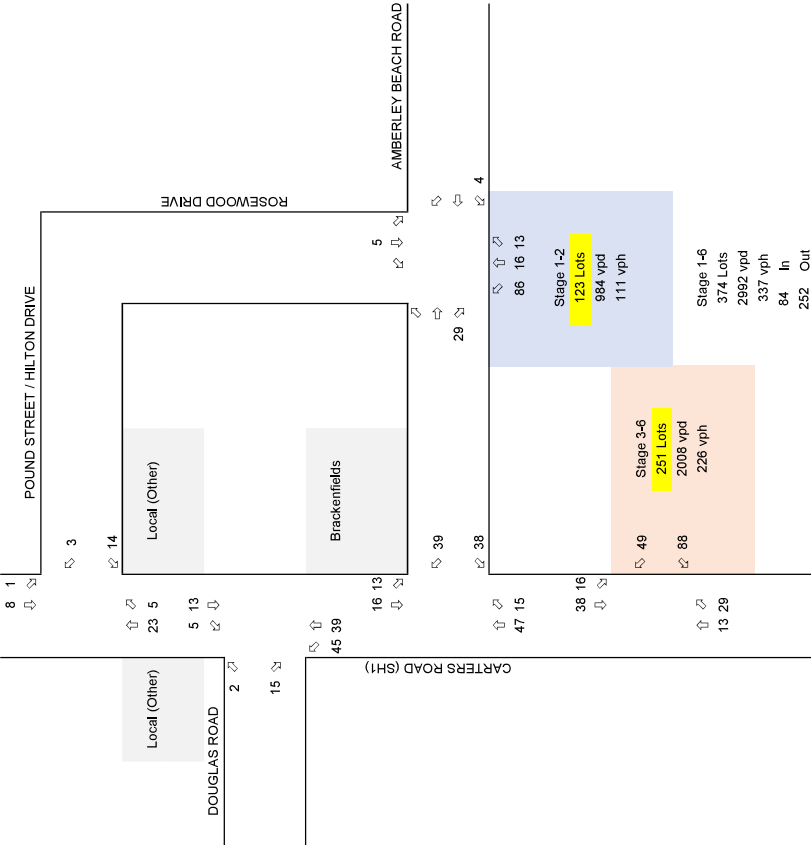 AMBERLEY BEACH ROAD
ROSEWOOD DRIVE
POUND STREET / HILTON DRIVE
4
5
86 16 13
29
Stage 1-2
123 Lots
984 vpd
111 vph
Stage 1-6
374 Lots
2992 vpd
337 vph
84 In
252 Out
Stage 3-6
251 Lots
2008 vpd
226 vph
Local (Other)
Brackenfields
3
14
39
38
49
88
8 1
23 5
5 13
16 13
38 16
47 15
13 29
45 39
Local (Other)
2
15
DOUGLAS ROAD
CARTERS ROAD (SH1)